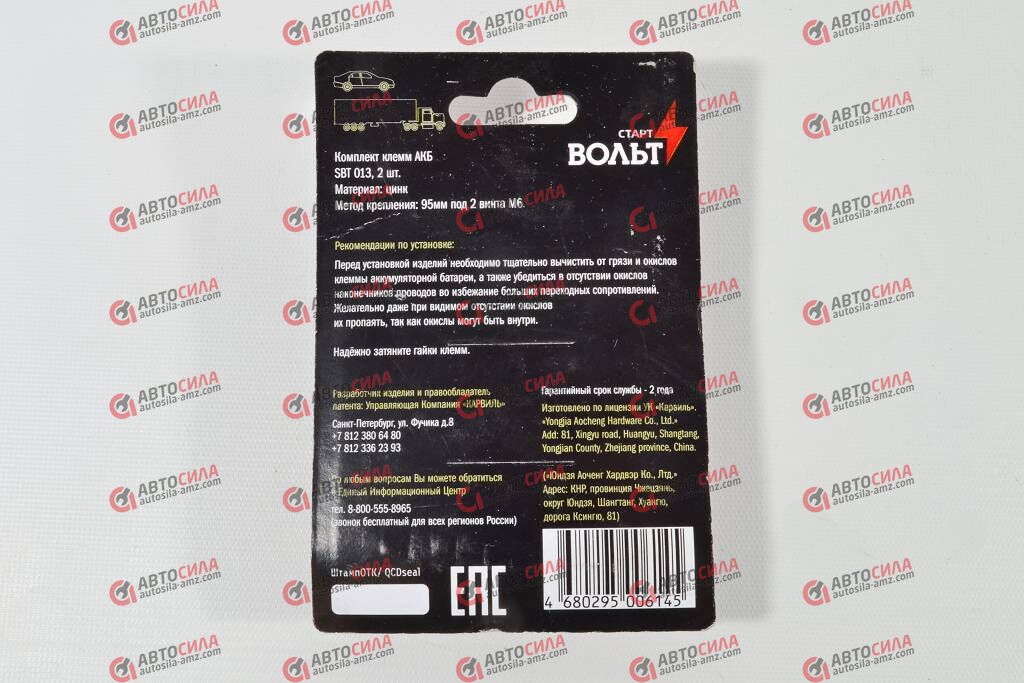 СТАРТ
ВОЛЬТ
Комплект клемм АКБ
SBT 013, 2 шт.
Материал: цинк
Метод крепления: 95мм под 2 винта М6.
Рекомендации по установке:
Перед установкой изделий необходимо тщательно вычистить от грязи и окислов
клеммы аккумуляторной батареи, а также убедиться в отсутствии окислов
наконечников проводов во избежание больших переходных сопротивлений.
Желательно даже при видимом отсутствии окислов
их пропаять, так как окислы могут быть внутри.
Надёжно затяните гайки клемм.
Разработчик изделия и правообладатель
патента: Управляющая Компания «КАРВИЛЬ»
Санкт-Петербург, ул. Фучика д.8
+7 812 380 64 80
+7 812 336 23 93
По любым вопросам Вы можете обратиться
в Единый Информационный Центр
тел. 8-800-555-8965
(звонок бесплатный для всех регионов России)
ШтампОТК/ QCDseal
EAC
Гарантийный срок службы - 2 года
Изготовлено по лицензии УК «Карвиль».
«Yongjia Aocheng Hardware Co., Ltd.»
Add: 81, Xingyu road, Huangyu, Shangtang,
Yongjian County, Zhejiang province, China.
(«Юндзя Аоченг Хардвэр Ко., Лтд.»
Адрес: КНР, провинция Чжецзянь,
округ Юндзя, Шангтанг, Хуангю,
дорога Ксингю, 81)
4 680295 006145
АВТОСИЛА
autosila-amz.com